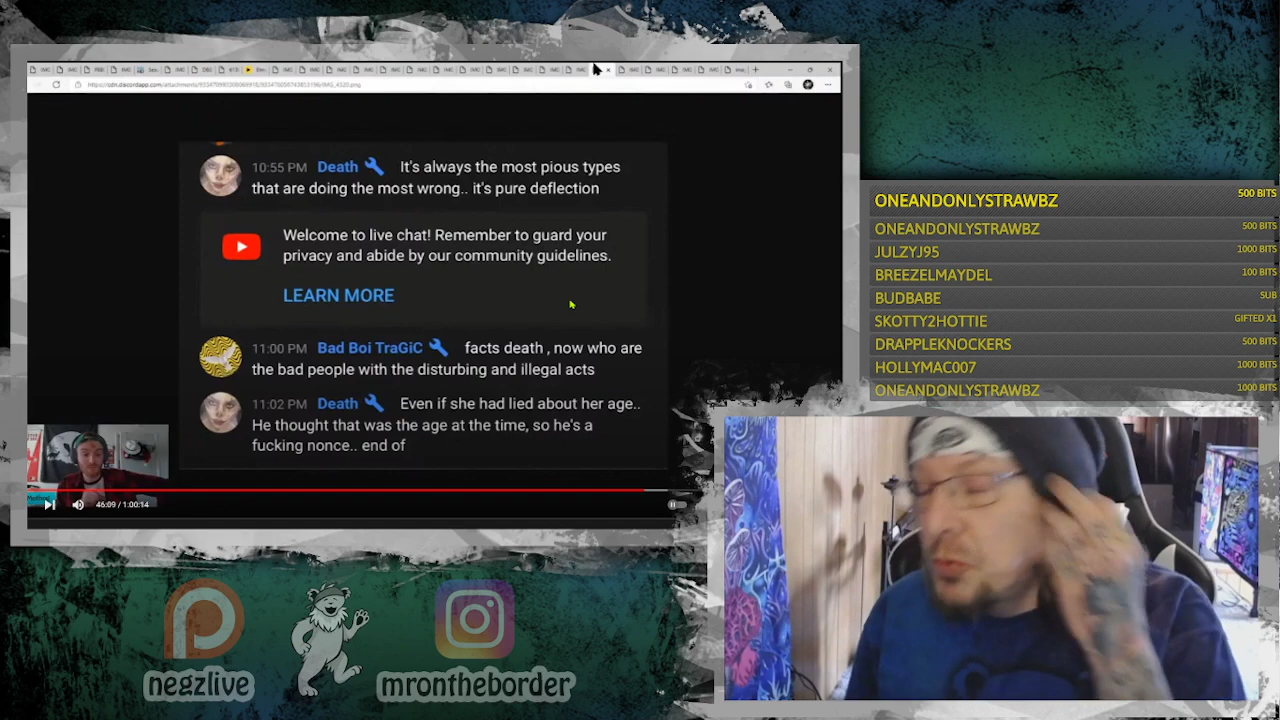 10:55 PM Death It's always the most pious types
that are doing the most wrong.. it's pure deflection
Welcome to live chat! Remember to guard your
privacy and abide by our community guidelines.
LEARN MORE
11:00 PM Bad Boi TraGiC facts death , now who are
the bad people with the disturbing and illegal acts
11:02 PM Death Even if she had lied about her age..
He thought that was the age at the time, so he's a
fucking nonce.. end of
46:09 / 1:00:14
ONEANDONLYSTRAWBZ 500 BITS
ONEANDONLYSTRAWBZ 500 BITS
JULZYJ95 1000 BITS
BREEZELMAYDEL 100 BITS
BUDBABE SUB
SKOTTY2HOTTIE GIFTED X1
DRAPPLEKNOCKERS 500 BITS
HOLLYMAC007 1000 BITS
ONEANDONLYSTRAWBZ 1000 BITS
negzlive
mrontheborder